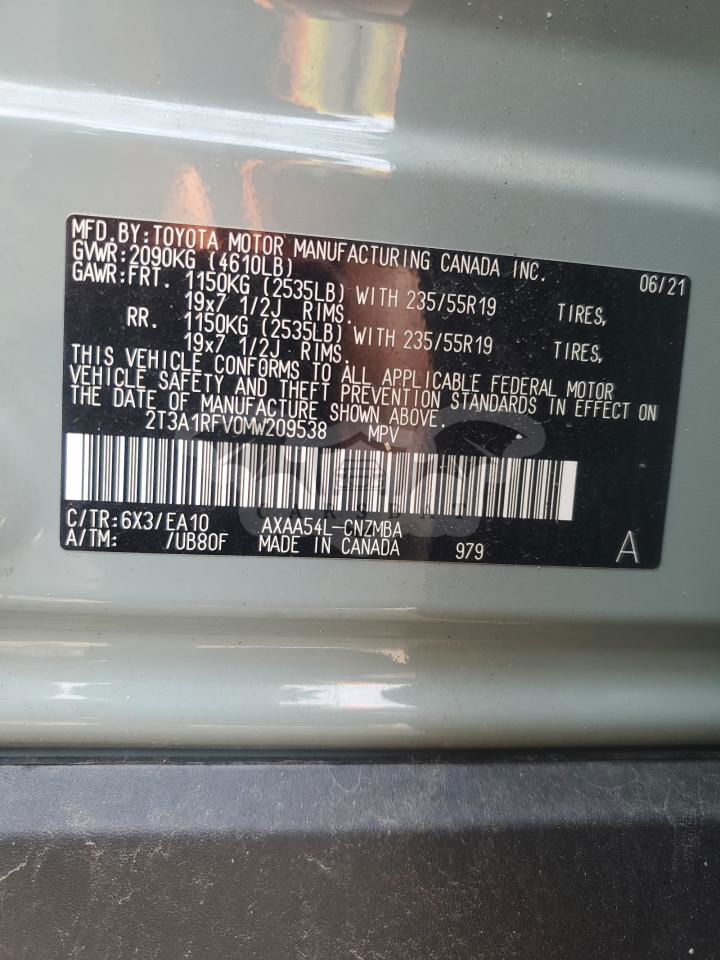 MFD.BY:TOYOTA MOTOR MANUFACTURING CANADA INC. 06/21
GVWR:2090KG (4610LB)
GAWR:FRT. 1150KG (2535LB) WITH 235/55R19 TIRES,
19x7 1/2J RIMS.
RR. 1150KG (2535LB) WITH 235/55R19 TIRES,
19x7 1/2J RIMS.
THIS VEHICLE CONFORMS TO ALL APPLICABLE FEDERAL MOTOR
VEHICLE SAFETY AND THEFT PREVENTION STANDARDS IN EFFECT ON
THE DATE OF MANUFACTURE SHOWN ABOVE.
2T3A1RFV0MW209538 MPV
C/TR:6X3/EA10 AXAA54L-CNZMBA
A/TM: /UB80F MADE IN CANADA 979 A